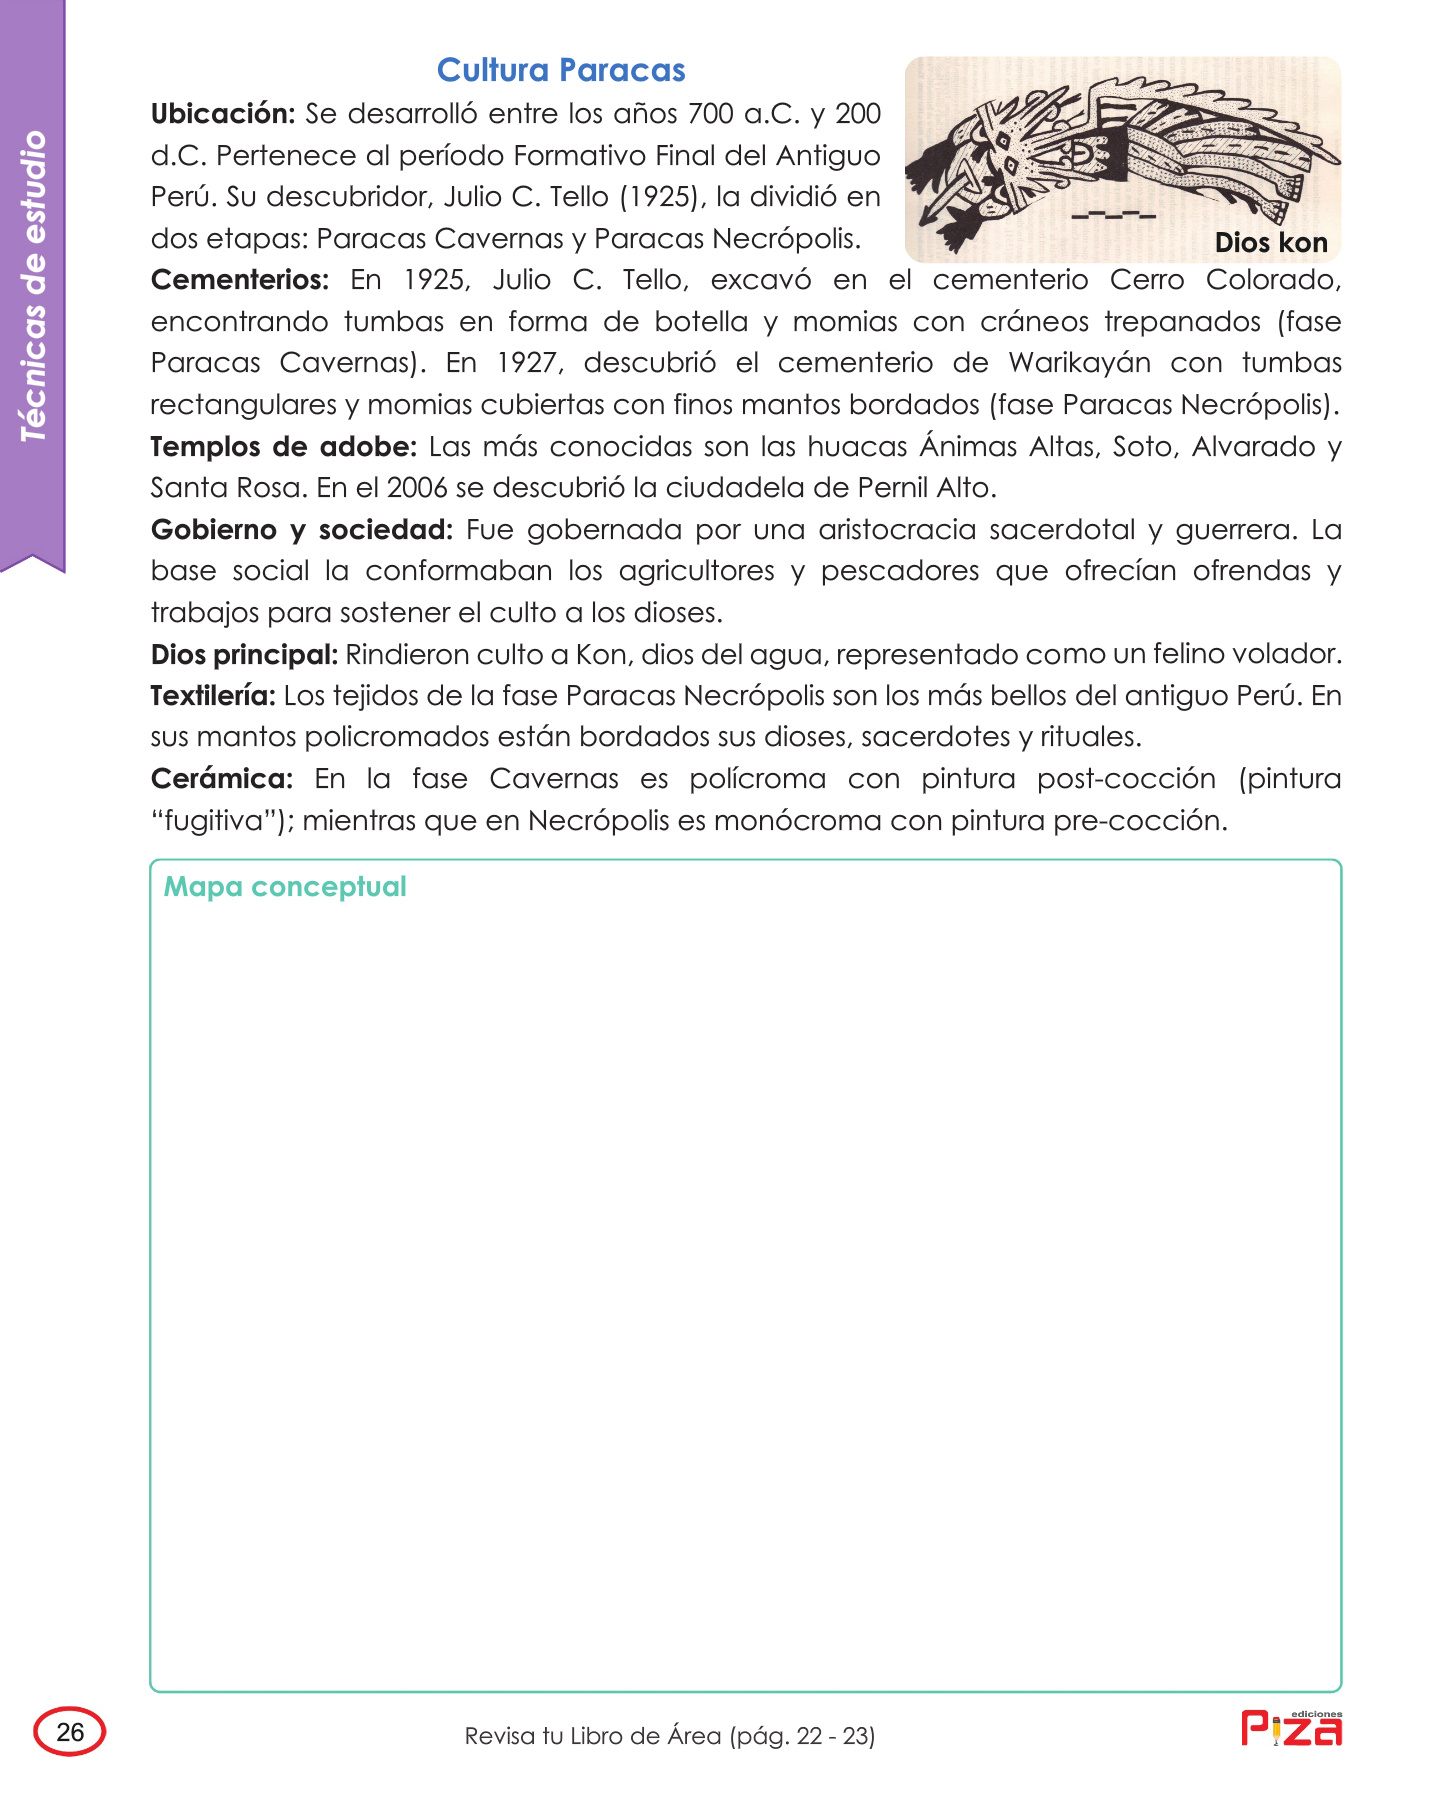 Técnicas de estudio
Cultura Paracas
Ubicación: Se desarrolló entre los años 700 a.C. y 200
d.C. Pertenece al período Formativo Final del Antiguo
Perú. Su descubridor, Julio C. Tello (1925), la dividió en
dos etapas: Paracas Cavernas y Paracas Necrópolis.
Dios kon
Cementerios: En 1925, Julio C. Tello, excavó en el cementerio Cerro Colorado,
encontrando tumbas en forma de botella y momias con cráneos trepanados (fase
Paracas Cavernas). En 1927, descubrió el cementerio de Warikayán con tumbas
rectangulares y momias cubiertas con finos mantos bordados (fase Paracas Necrópolis).
Templos de adobe: Las más conocidas son las huacas Ánimas Altas, Soto, Alvarado y
Santa Rosa. En el 2006 se descubrió la ciudadela de Pernil Alto.
Gobierno y sociedad: Fue gobernada por una aristocracia sacerdotal y guerrera. La
base social la conformaban los agricultores y pescadores que ofrecían ofrendas y
trabajos para sostener el culto a los dioses.
Dios principal: Rindieron culto a Kon, dios del agua, representado como un felino volador.
Textilería: Los tejidos de la fase Paracas Necrópolis son los más bellos del antiguo Perú. En
sus mantos policromados están bordados sus dioses, sacerdotes y rituales.
Cerámica: En la fase Cavernas es polícroma con pintura post-cocción (pintura
“fugitiva”); mientras que en Necrópolis es monócroma con pintura pre-cocción.
Mapa conceptual
26
Revisa tu Libro de Área (pág. 22 - 23)
ediciones
Piza